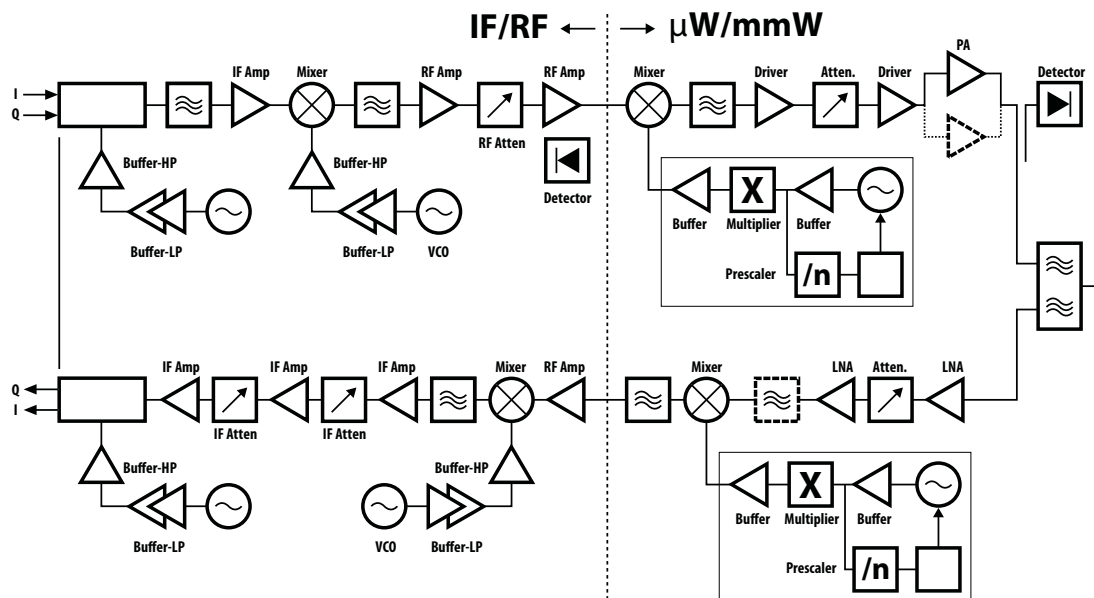 IF/RF
μW/mmW
PA
IF Amp
Mixer
RF Amp
RF Amp
Mixer
Driver
Atten.
Driver
Detector
I
Q
RF Atten
Buffer-HP
Buffer-HP
Detector
Buffer-LP
Buffer-LP
VCO
X
Buffer
Multiplier
Buffer
Prescaler
/n
IF Amp
IF Amp
IF Amp
Mixer
RF Amp
Mixer
LNA
Atten.
LNA
Q
I
IF Atten
IF Atten
Buffer-HP
Buffer-HP
Buffer-LP
VCO
Buffer-LP
X
Buffer
Multiplier
Buffer
Prescaler
/n